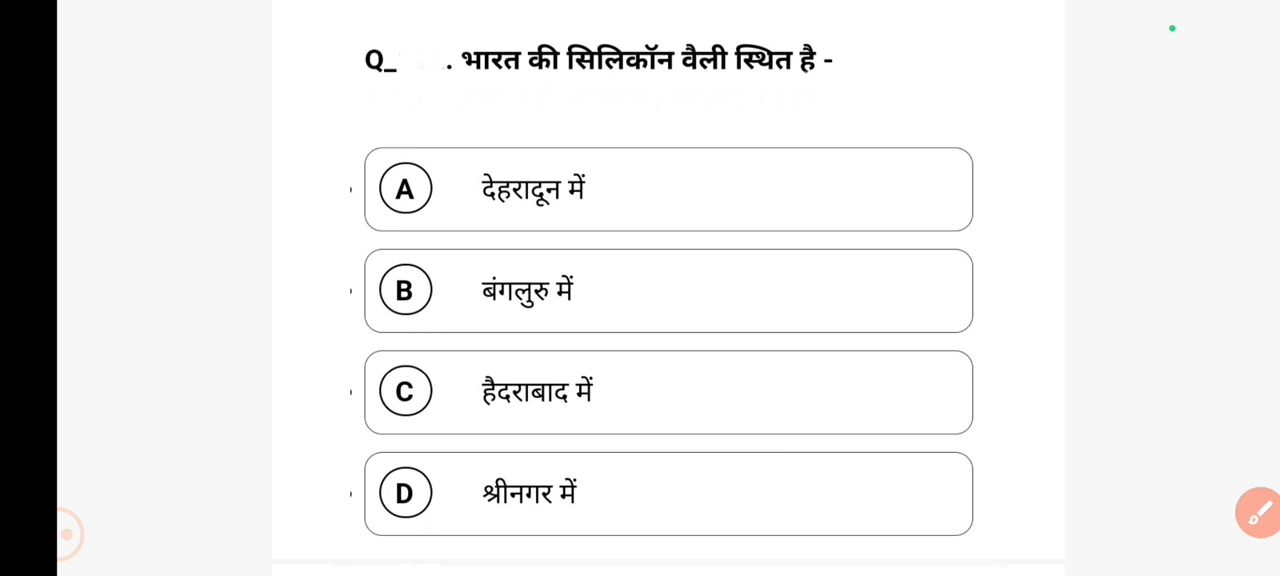 Q_ . भारत की सिलिकॉन वैली स्थित है -
A देहरादून में
B बंगलुरु में
C हैदराबाद में
D श्रीनगर में